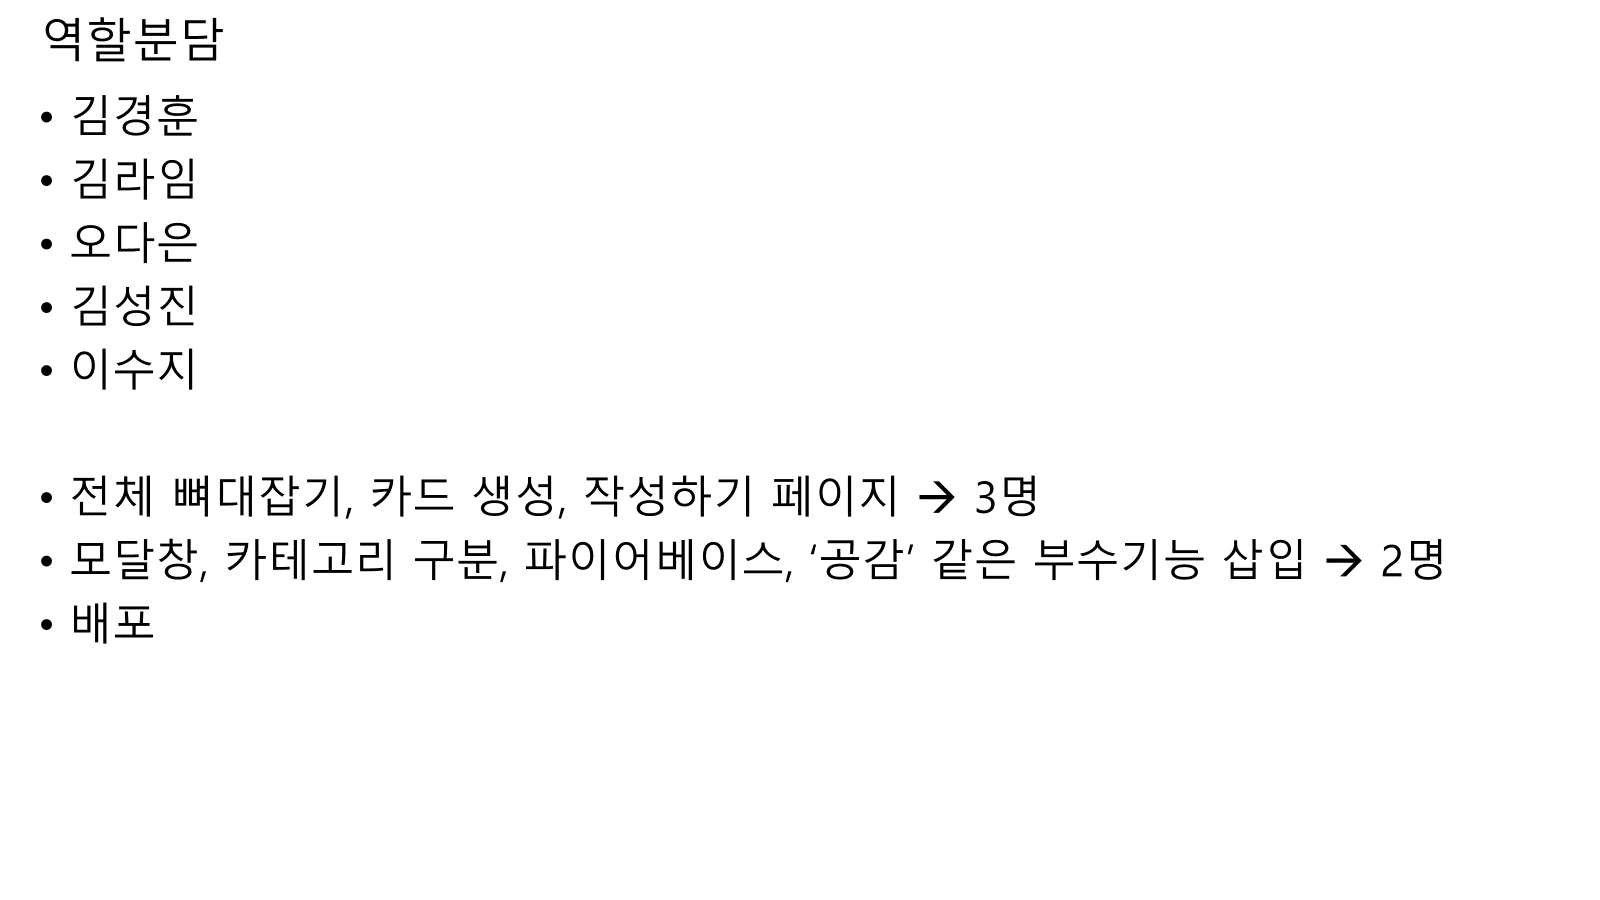 역할분담
• 김경훈
• 김라임
• 오다은
• 김성진
• 이수지
• 전체 뼈대잡기, 카드 생성, 작성하기 페이지 → 3명
• 모달창, 카테고리 구분, 파이어베이스, ‘공감’ 같은 부수기능 삽입 → 2명
• 배포